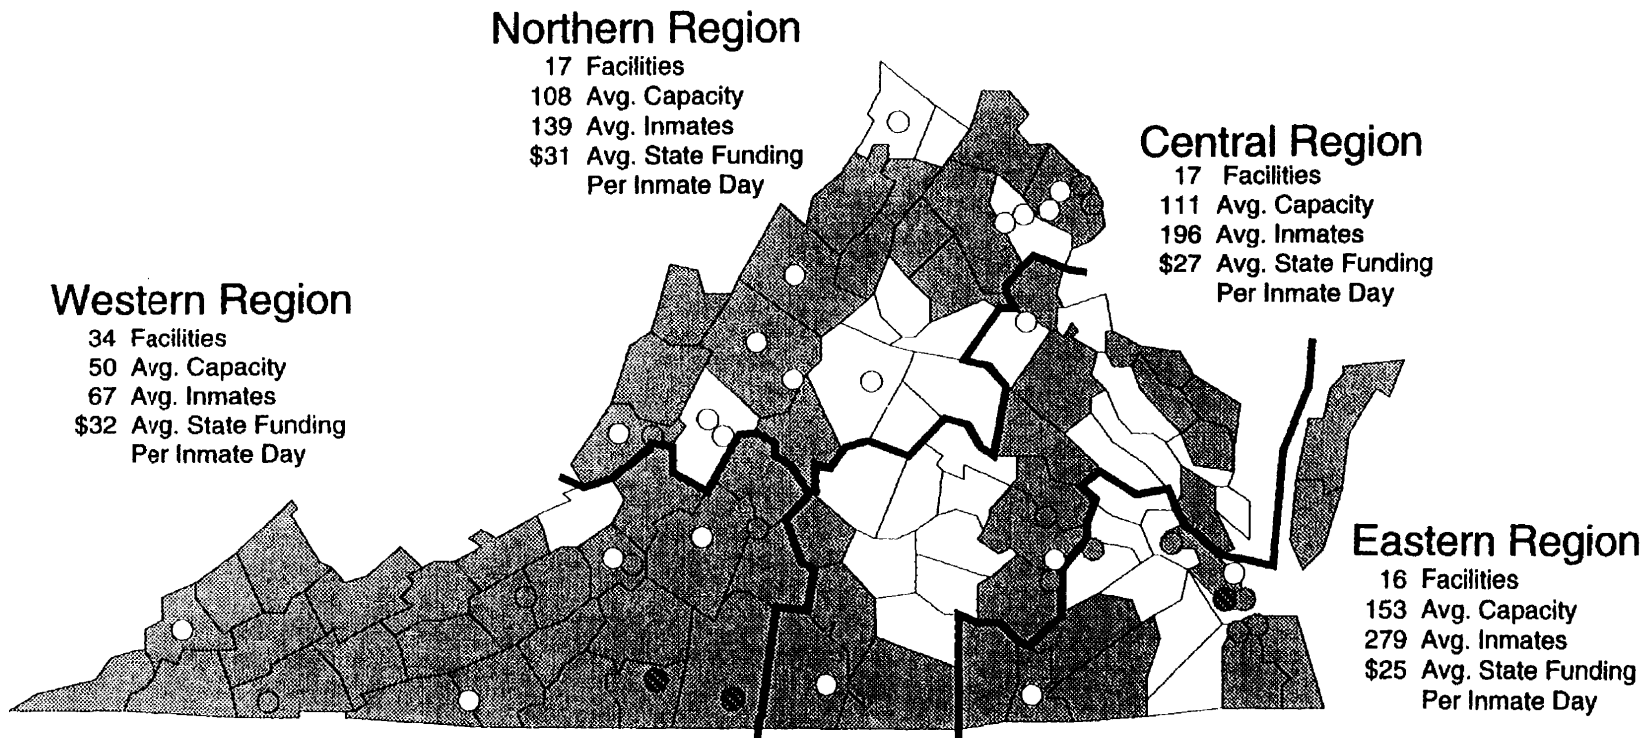 Northern Region
17 Facilities
108 Avg. Capacity
139 Avg. Inmates
$31 Avg. State Funding
Per Inmate Day
Central Region
17 Facilities
111 Avg. Capacity
196 Avg. Inmates
$27 Avg. State Funding
Per Inmate Day
Western Region
34 Facilities
50 Avg. Capacity
67 Avg. Inmates
$32 Avg. State Funding
Per Inmate Day
Eastern Region
16 Facilities
153 Avg. Capacity
279 Avg. Inmates
$25 Avg. State Funding
Per Inmate Day